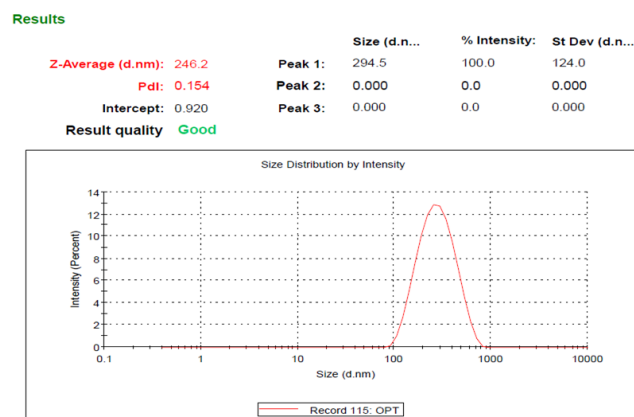 Results
Size (d.n... % Intensity: St Dev (d.n...
Z-Average (d.nm): 246.2 Peak 1: 294.5 100.0 124.0
PdI: 0.154 Peak 2: 0.000 0.0 0.000
Intercept: 0.920 Peak 3: 0.000 0.0 0.000
Result quality Good
Size Distribution by Intensity
Intensity (Percent)
14
12
10
8
6
4
2
0
0.1 1 10 100 1000 10000
Size (d.nm)
Record 115: OPT